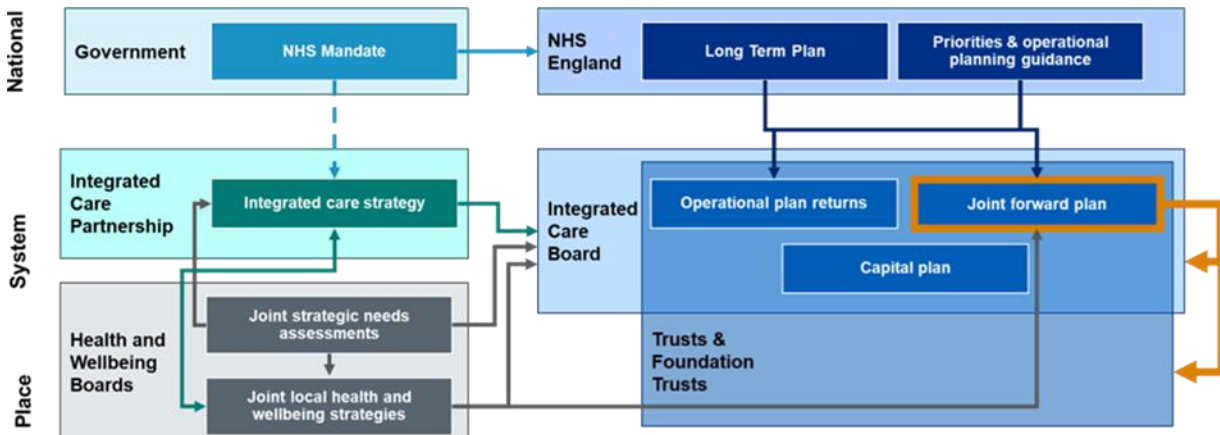 National
Government
NHS Mandate
NHS
England
Long Term Plan
Priorities & operational
planning guidance
System
Integrated
Care
Partnership
Integrated care strategy
Integrated
Care
Board
Operational plan returns
Joint forward plan
Capital plan
Place
Health and
Wellbeing
Boards
Joint strategic needs
assessments
Joint local health and
wellbeing strategies
Trusts &
Foundation
Trusts